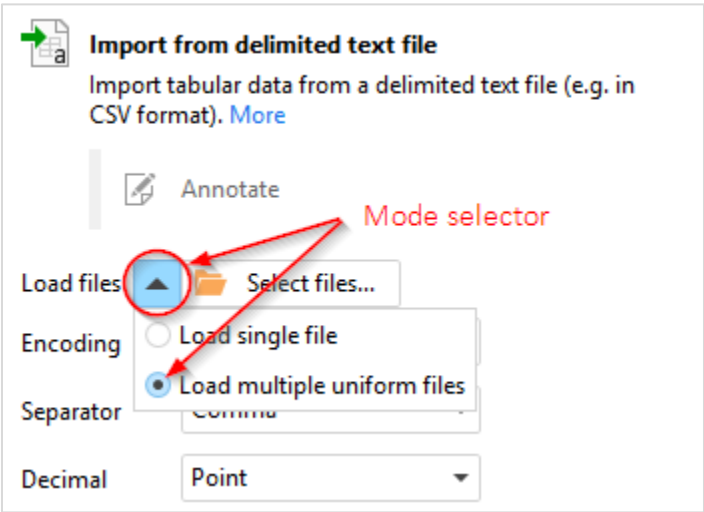 a
Import from delimited text file
Import tabular data from a delimited text file (e.g. in
CSV format). More
Annotate
Mode selector
Load files Select files...
Load single file
Encoding
Load multiple uniform files
Separator Comma
Decimal Point